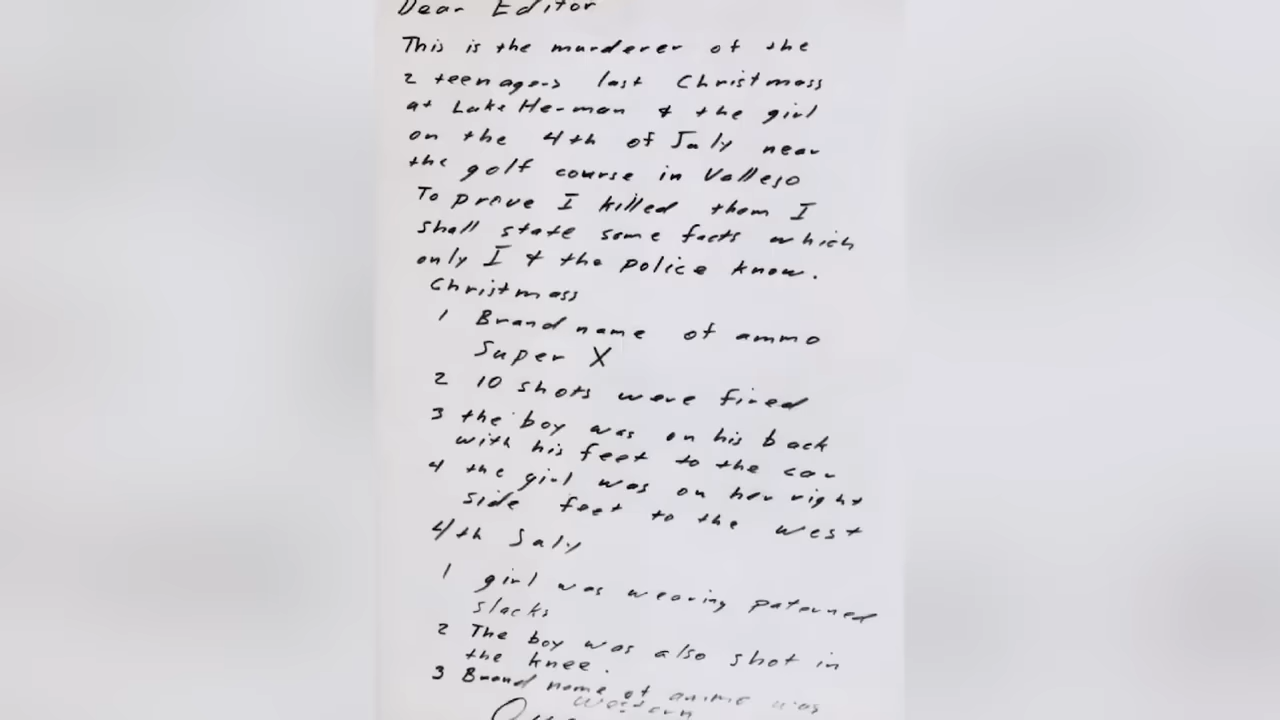 Dear Editor
This is the murderer of the
2 teenagers last Christmass
at Lake Herman & the girl
on the 4th of July near
the golf course in Vallejo
To prove I killed them I
shall state some facts which
only I & the police know.
Christmass
1 Brand name of ammo
Super X
2 10 shots were fired
3 the boy was on his back
with his feet to the car
4 the girl was on her right
side feet to the west
4th July
1 girl was wearing paterned
slacks
2 The boy was also shot in
the knee.
3 Brand name of ammo was
western